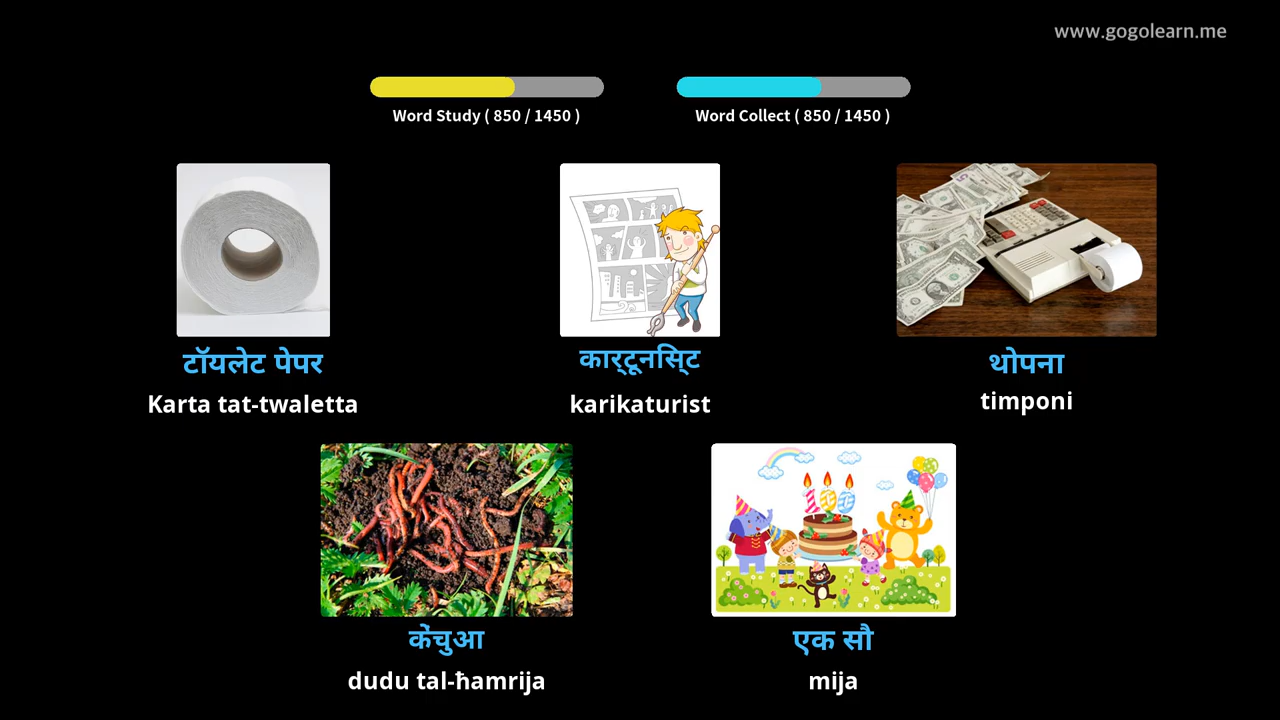 www.gogolearn.me
Word Study ( 850 / 1450 )
Word Collect ( 850 / 1450 )
टॉयलेट पेपर
Karta tat-twaletta
कार्टूनिस्ट
karikaturist
थोपना
timponi
केंचुआ
dudu tal-ħamrija
एक सौ
mija